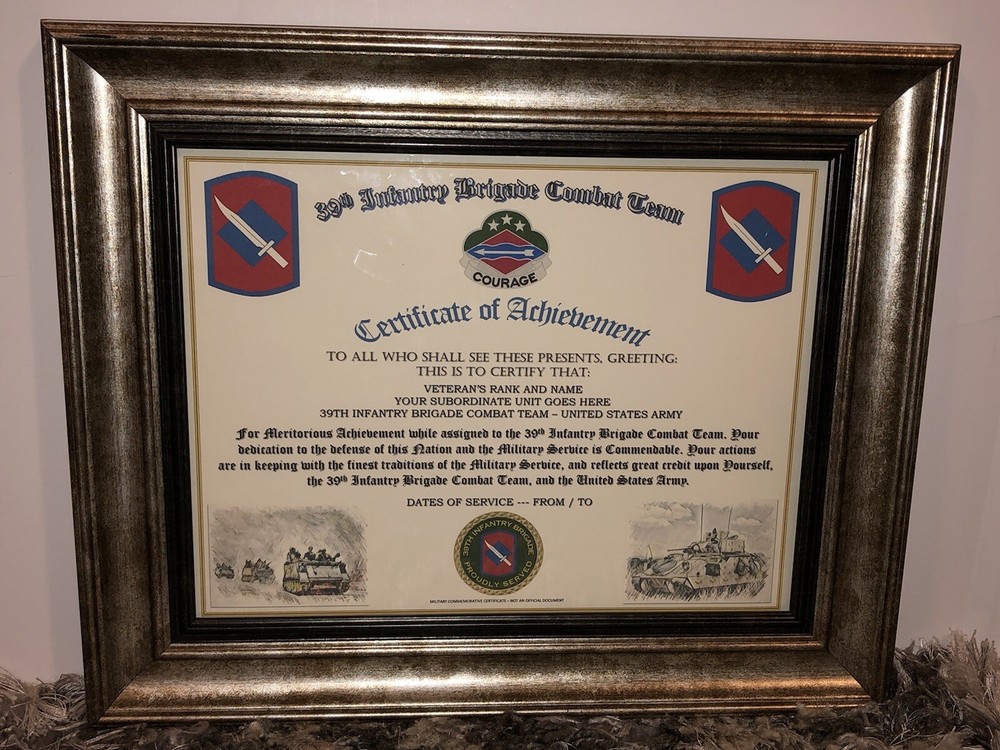 39th Infantry Brigade Combat Team
COURAGE
Certificate of Achievement
TO ALL WHO SHALL SEE THESE PRESENTS, GREETING:
THIS IS TO CERTIFY THAT:
VETERAN'S RANK AND NAME
YOUR SUBORDINATE UNIT GOES HERE
39TH INFANTRY BRIGADE COMBAT TEAM – UNITED STATES ARMY
For Meritorious Achievement while assigned to the 39th Infantry Brigade Combat Team. Your
dedication to the defense of this Nation and the Military Service is Commendable. Your actions
are in keeping with the finest traditions of the Military Service, and reflects great credit upon Yourself,
the 39th Infantry Brigade Combat Team, and the United States Army.
DATES OF SERVICE --- FROM / TO
39TH INFANTRY BRIGADE
PROUDLY SERVED
MILITARY COMMEMORATIVE CERTIFICATE – NOT AN OFFICIAL DOCUMENT